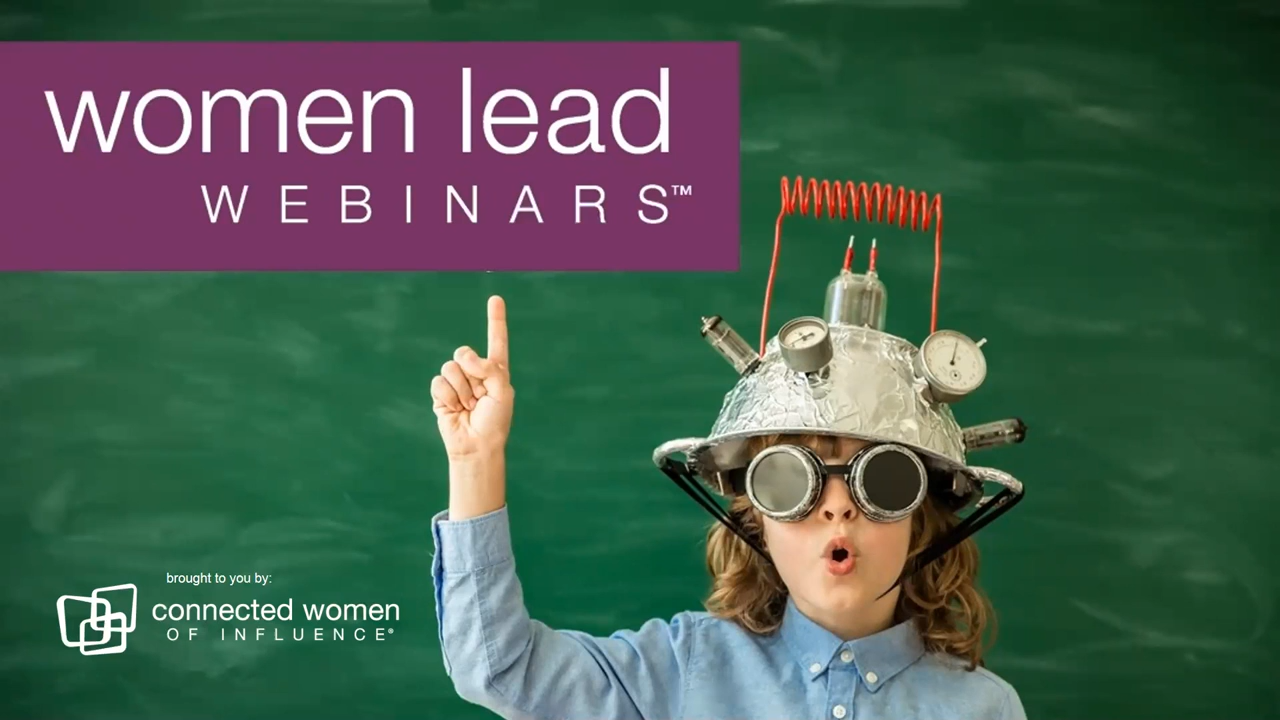 women lead
WEBINARS™
brought to you by:
connected women
OF INFLUENCE®